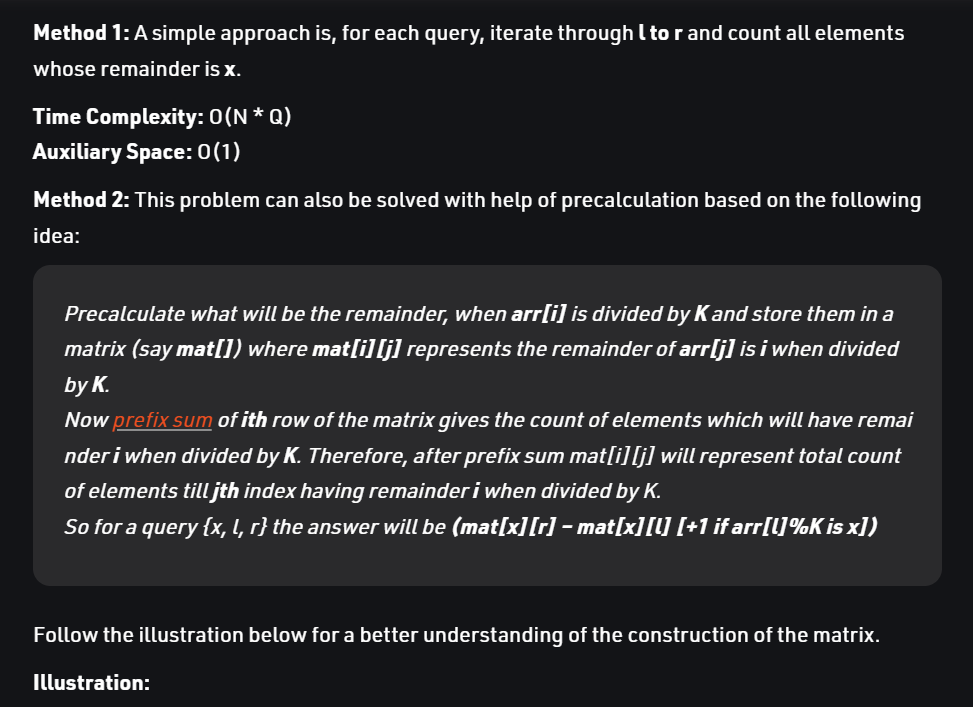 Method 1: A simple approach is, for each query, iterate through l to r and count all elements
whose remainder is x.
Time Complexity: O(N * Q)
Auxiliary Space: O(1)
Method 2: This problem can also be solved with help of precalculation based on the following
idea:
Precalculate what will be the remainder, when arr[i] is divided by K and store them in a
matrix (say mat[]) where mat[i][j] represents the remainder of arr[j] is i when divided
by K.
Now prefix sum of ith row of the matrix gives the count of elements which will have remai
nder i when divided by K. Therefore, after prefix sum mat[i][j] will represent total count
of elements till jth index having remainder i when divided by K.
So for a query {x, l, r} the answer will be (mat[x][r] – mat[x][l] [+1 if arr[l]%K is x])
Follow the illustration below for a better understanding of the construction of the matrix.
Illustration: